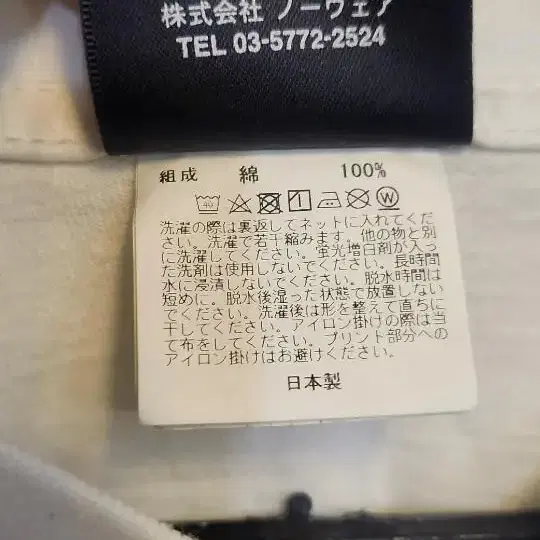 株式会社 ノーウェア
TEL 03-5772-2524
組成 綿 100%
40
W
洗濯の際は裏返してネットに入れてくだ
さい。洗濯で若干縮みます。他の物と別
に洗濯してください。蛍光増白剤が入っ
た洗剤は使用しないでください。長時間
水に浸漬しないでください。脱水時間は
短めに。脱水後湿った状態で放置しない
でください。洗濯後は形を整えて直ちに
干してください。アイロン掛けの際は当
て布をしてください。プリント部分への
アイロン掛けはお避けください。
日本製